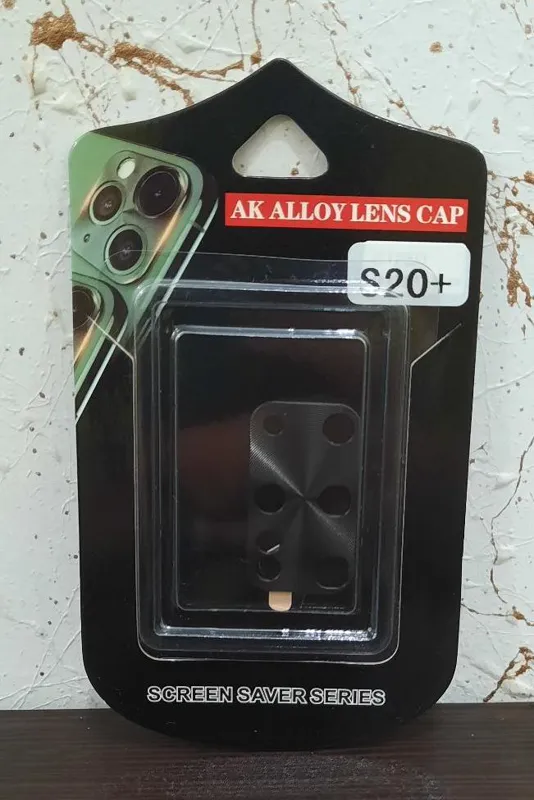 AK ALLOY LENS CAP
S20+
SCREEN SAVER SERIES